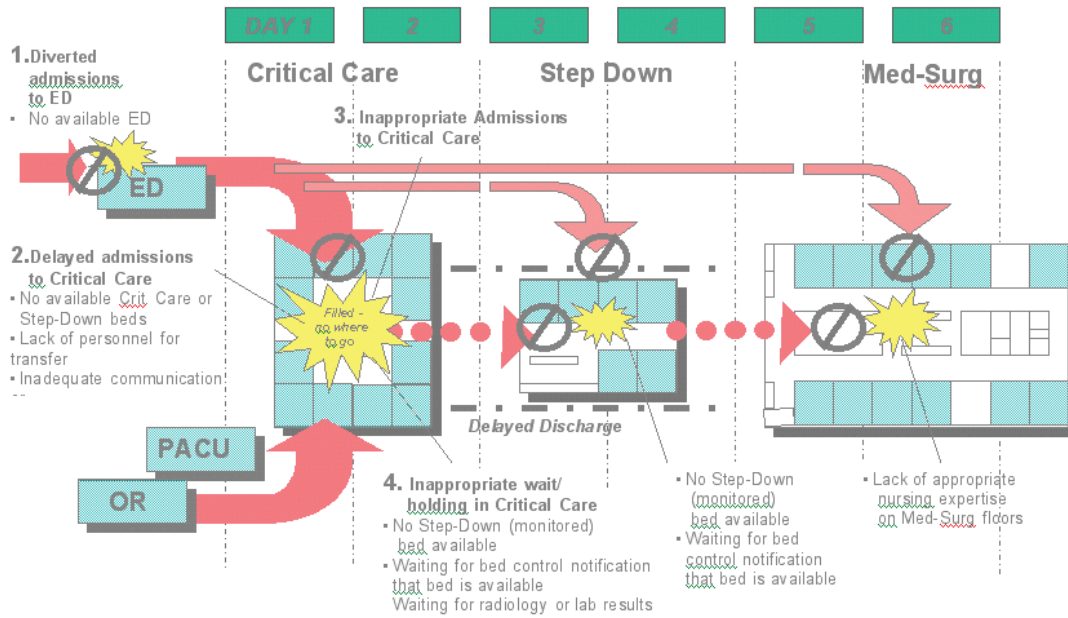 DAY 1
2
3
4
5
6
Critical Care
Step Down
Med-Surg
1. Diverted
admissions
to ED
▪ No available ED
ED
3. Inappropriate Admissions
to Critical Care
2. Delayed admissions
to Critical Care
▪ No available Crit. Care or
Step-Down beds
▪ Lack of personnel for
transfer
▪ Inadequate communication
Filled -
no where
to go
Delayed Discharge
PACU
OR
4. Inappropriate wait/
holding in Critical Care
▪ No Step-Down (monitored)
bed available
▪ Waiting for bed control notification
that bed is available
Waiting for radiology or lab results
▪ No Step-Down
(monitored)
bed available
▪ Waiting for bed
control notification
that bed is available
▪ Lack of appropriate
nursing expertise
on Med-Surg floors